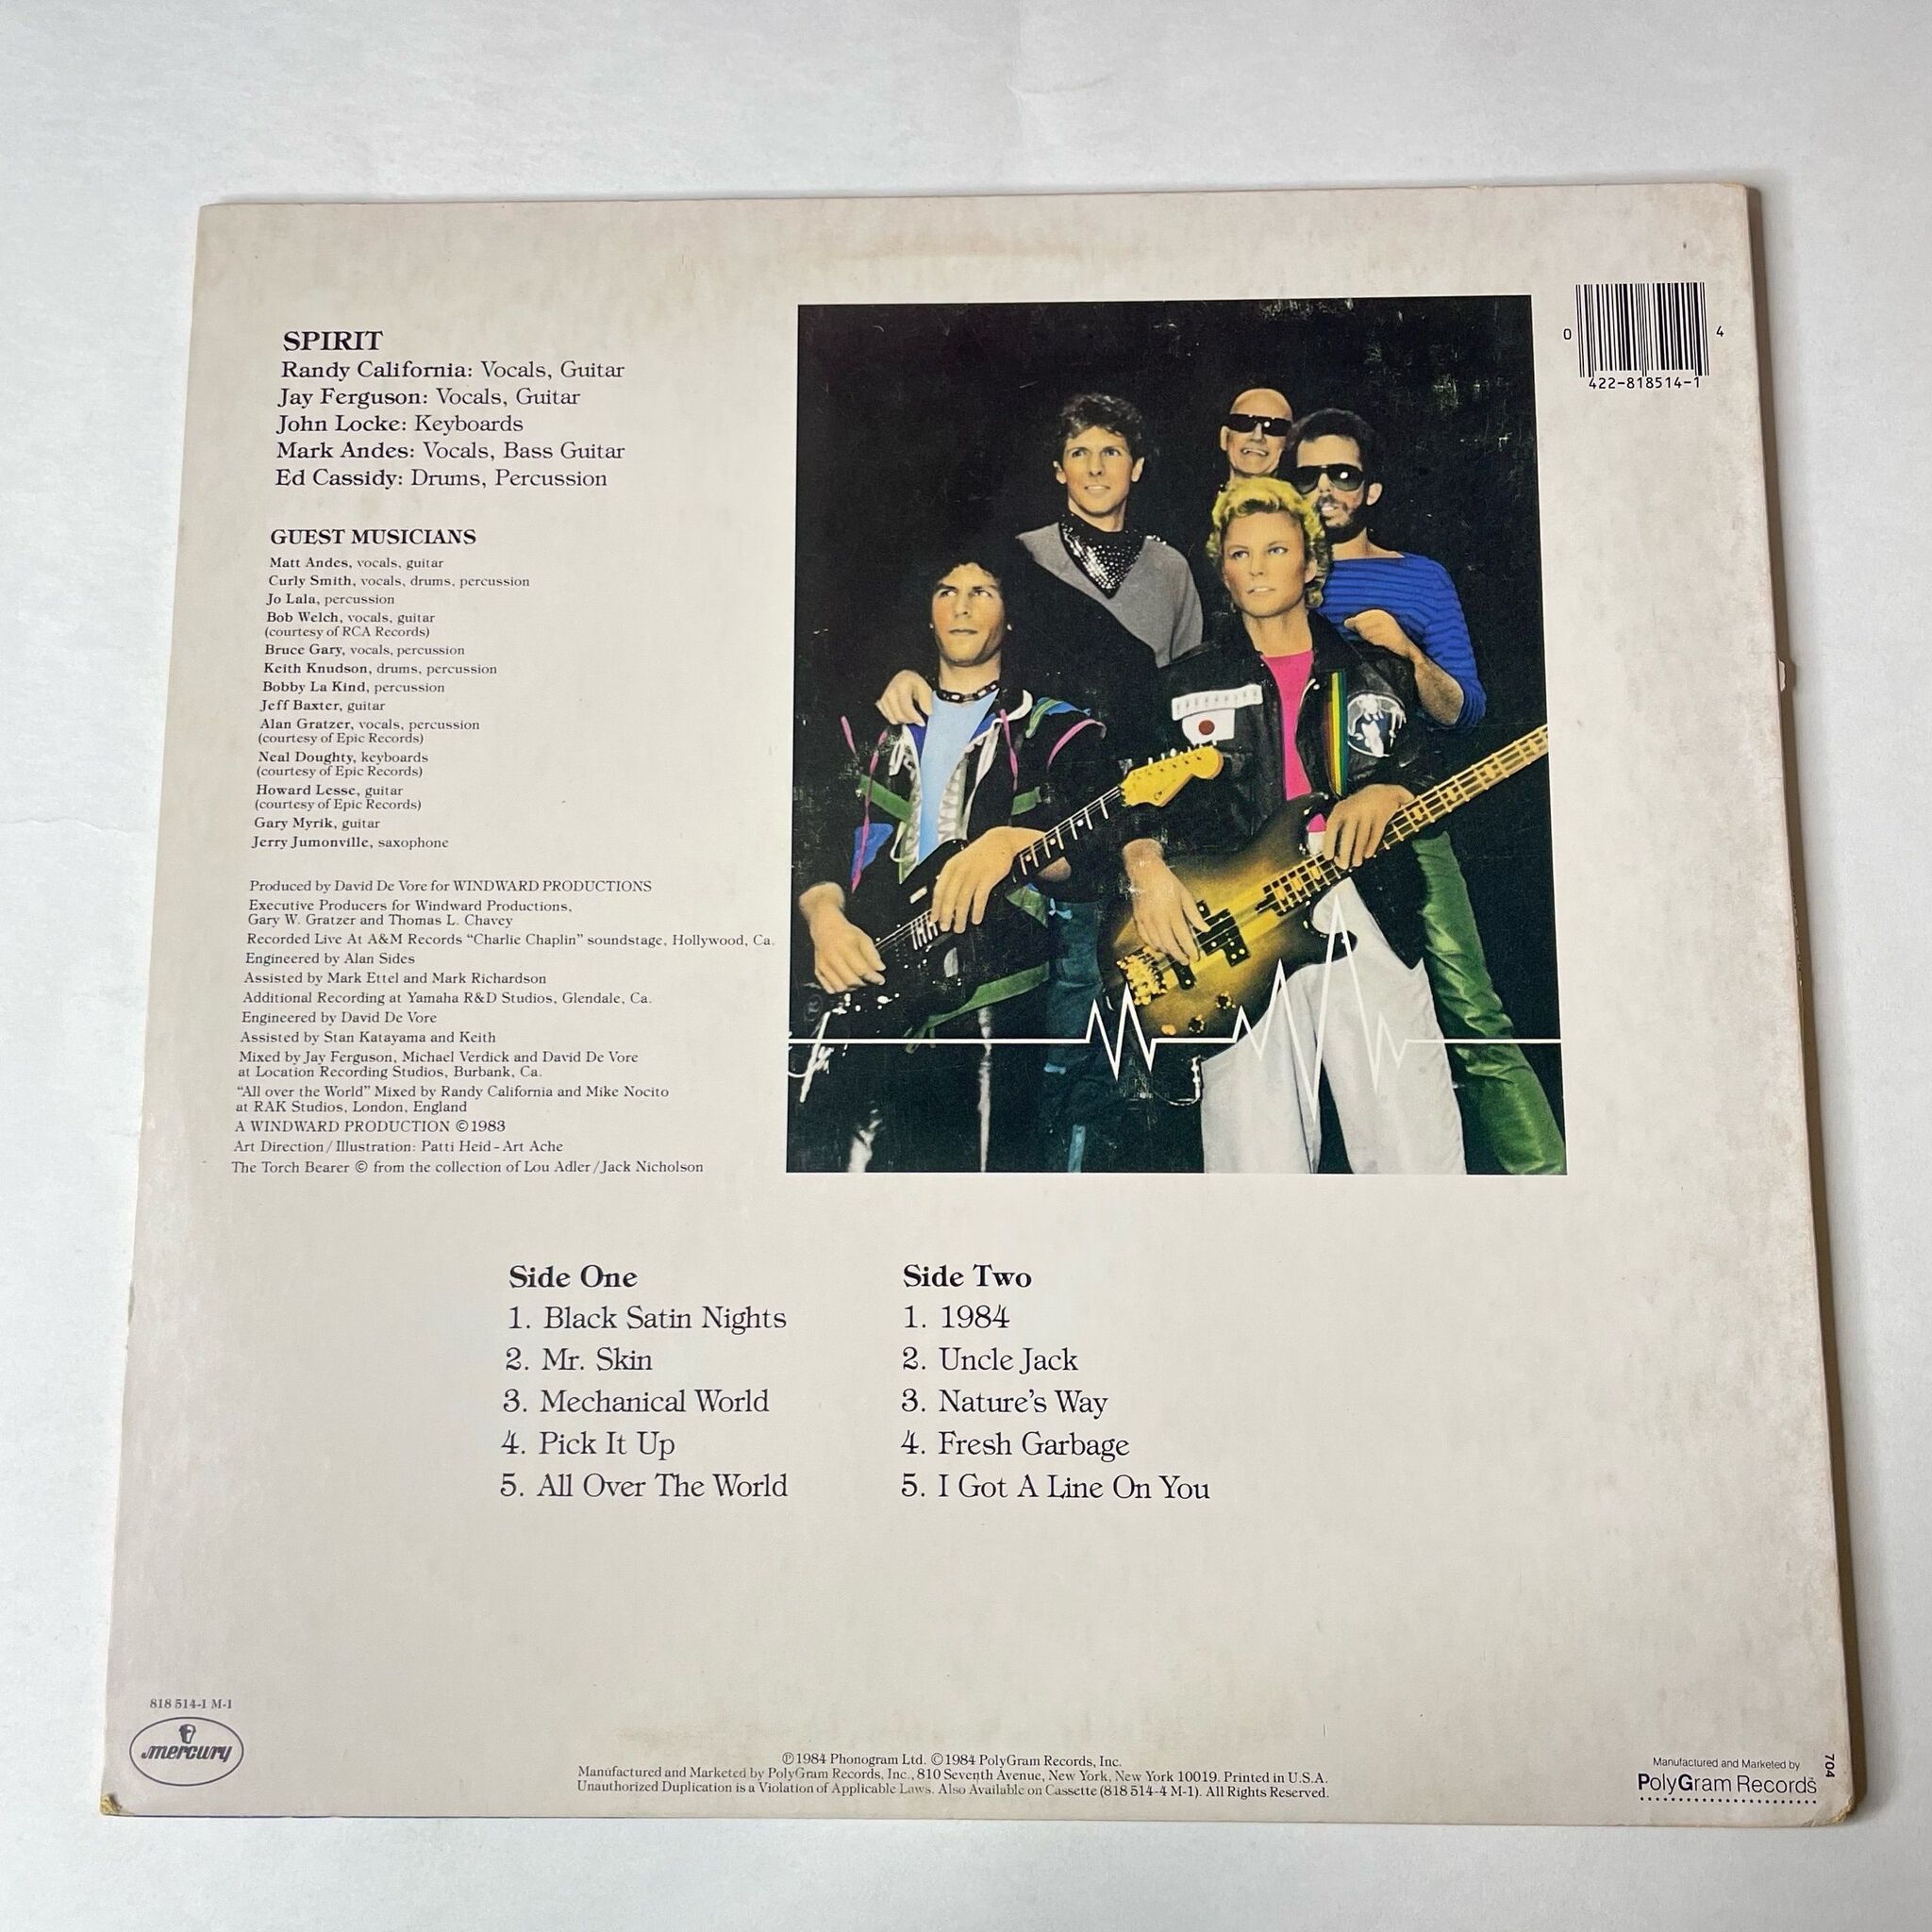 SPIRIT
Randy California: Vocals, Guitar
Jay Ferguson: Vocals, Guitar
John Locke: Keyboards
Mark Andes: Vocals, Bass Guitar
Ed Cassidy: Drums, Percussion
GUEST MUSICIANS
Matt Andes, vocals, guitar
Curly Smith, vocals, drums, percussion
Jo Lala, percussion
Bob Welch, vocals, guitar
(courtesy of RCA Records)
Bruce Gary, vocals, percussion
Keith Knudson, drums, percussion
Bobby La Kind, percussion
Jeff Baxter, guitar
Alan Gratzer, vocals, percussion
(courtesy of Epic Records)
Neal Doughty, keyboards
(courtesy of Epic Records)
Howard Lesse, guitar
(courtesy of Epic Records)
Gary Myrik, guitar
Jerry Jumonville, saxophone
Produced by David De Vore for WINDWARD PRODUCTIONS
Executive Producers for Windward Productions,
Gary W. Gratzer and Thomas L. Chavey
Recorded Live At A&M Records “Charlie Chaplin” soundstage, Hollywood, Ca.
Engineered by Alan Sides
Assisted by Mark Ettel and Mark Richardson
Additional Recording at Yamaha R&D Studios, Glendale, Ca.
Engineered by David De Vore
Assisted by Stan Katayama and Keith
Mixed by Jay Ferguson, Michael Verdick and David De Vore
at Location Recording Studios, Burbank, Ca.
“All over the World” Mixed by Randy California and Mike Nocito
at RAK Studios, London, England
A WINDWARD PRODUCTION ©1983
Art Direction/Illustration: Patti Heid-Art Ache
The Torch Bearer © from the collection of Lou Adler/Jack Nicholson
0 4
422-818514-1
Side One
1. Black Satin Nights
2. Mr. Skin
3. Mechanical World
4. Pick It Up
5. All Over The World
Side Two
1. 1984
2. Uncle Jack
3. Nature's Way
4. Fresh Garbage
5. I Got A Line On You
818 514-1 M-1
mercury
℗1984 Phonogram Ltd. ©1984 PolyGram Records, Inc.
Manufactured and Marketed by PolyGram Records, Inc., 810 Seventh Avenue, New York, New York 10019. Printed in U.S.A.
Unauthorized Duplication is a Violation of Applicable Laws. Also Available on Cassette (818 514-4 M-1). All Rights Reserved.
Manufactured and Marketed by
PolyGram Records
704